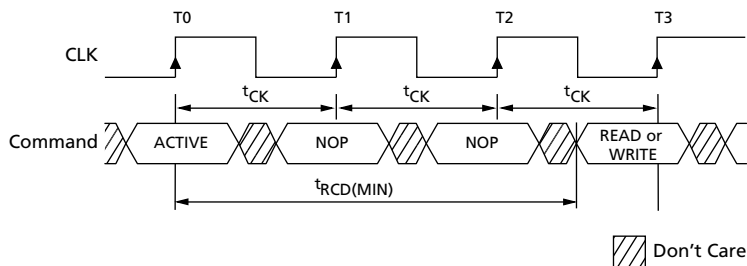 T0 T1 T2 T3
CLK
tCK tCK tCK
Command ACTIVE NOP NOP READ or
WRITE
tRCD(MIN)
Don't Care